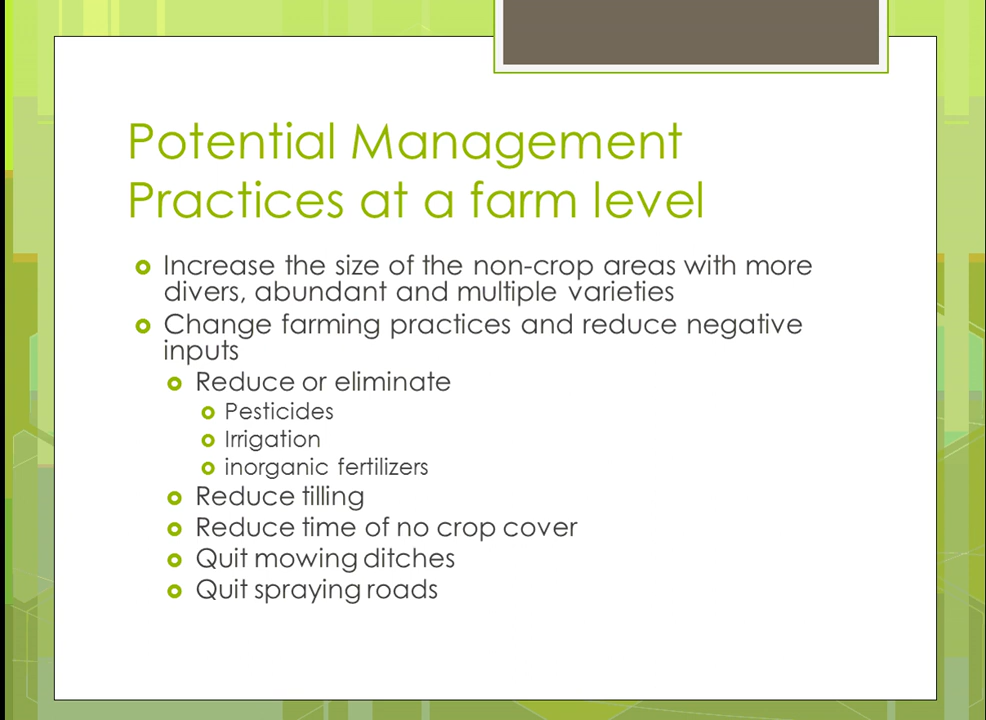 Potential Management
Practices at a farm level
Increase the size of the non-crop areas with more
divers, abundant and multiple varieties
Change farming practices and reduce negative
inputs
Reduce or eliminate
Pesticides
Irrigation
inorganic fertilizers
Reduce tilling
Reduce time of no crop cover
Quit mowing ditches
Quit spraying roads